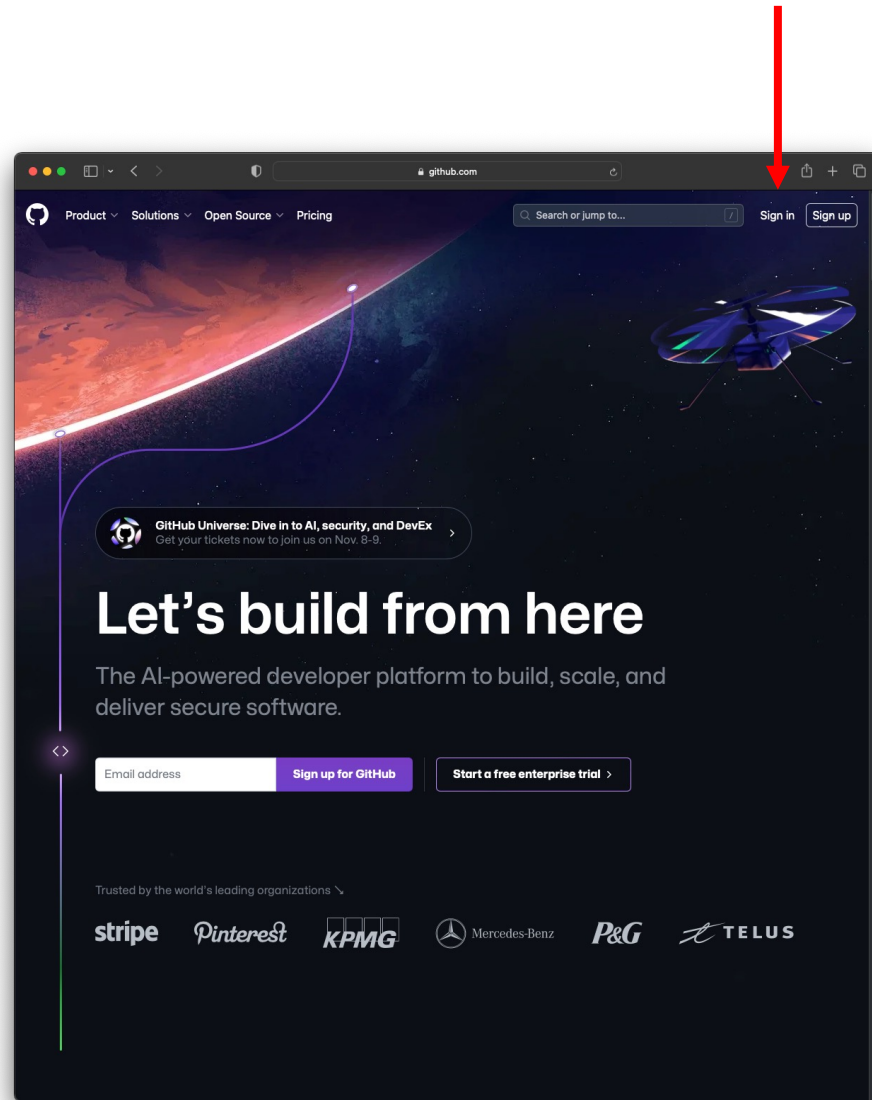 github.com
Product Solutions Open Source Pricing Search or jump to... / Sign in Sign up
GitHub Universe: Dive in to AI, security, and DevEx
Get your tickets now to join us on Nov. 8-9.
Let's build from here
The AI-powered developer platform to build, scale, and
deliver secure software.
Email address Sign up for GitHub Start a free enterprise trial
Trusted by the world's leading organizations
stripe Pinterest KPMG Mercedes-Benz P&G TELUS